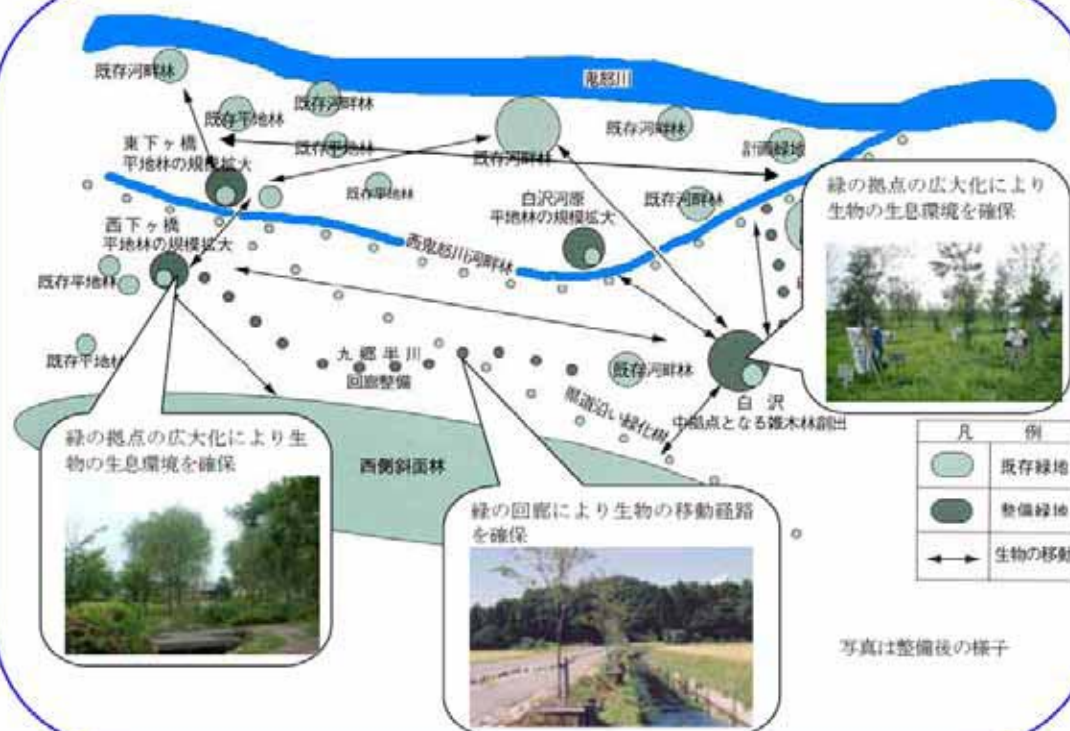 鬼怒川
既存河畔林
既存平地林
既存河畔林
既存河畔林
既存河畔林
計画緑地
東下ヶ橋
平地林の規模拡大
既存平地林
既存平地林
白沢河原
平地林の規模拡大
既存河畔林
西下ヶ橋
平地林の規模拡大
西鬼怒川河畔林
既存平地林
既存平地林
九郷半川
回廊整備
既存河畔林
県道沿い緑化樹
白沢
中拠点となる雑木林創出
西側斜面林
緑の拠点の広大化により
生物の生息環境を確保
緑の拠点の広大化により生
物の生息環境を確保
緑の回廊により生物の移動経路
を確保
凡例
既存緑地
整備緑地
生物の移動
写真は整備後の様子